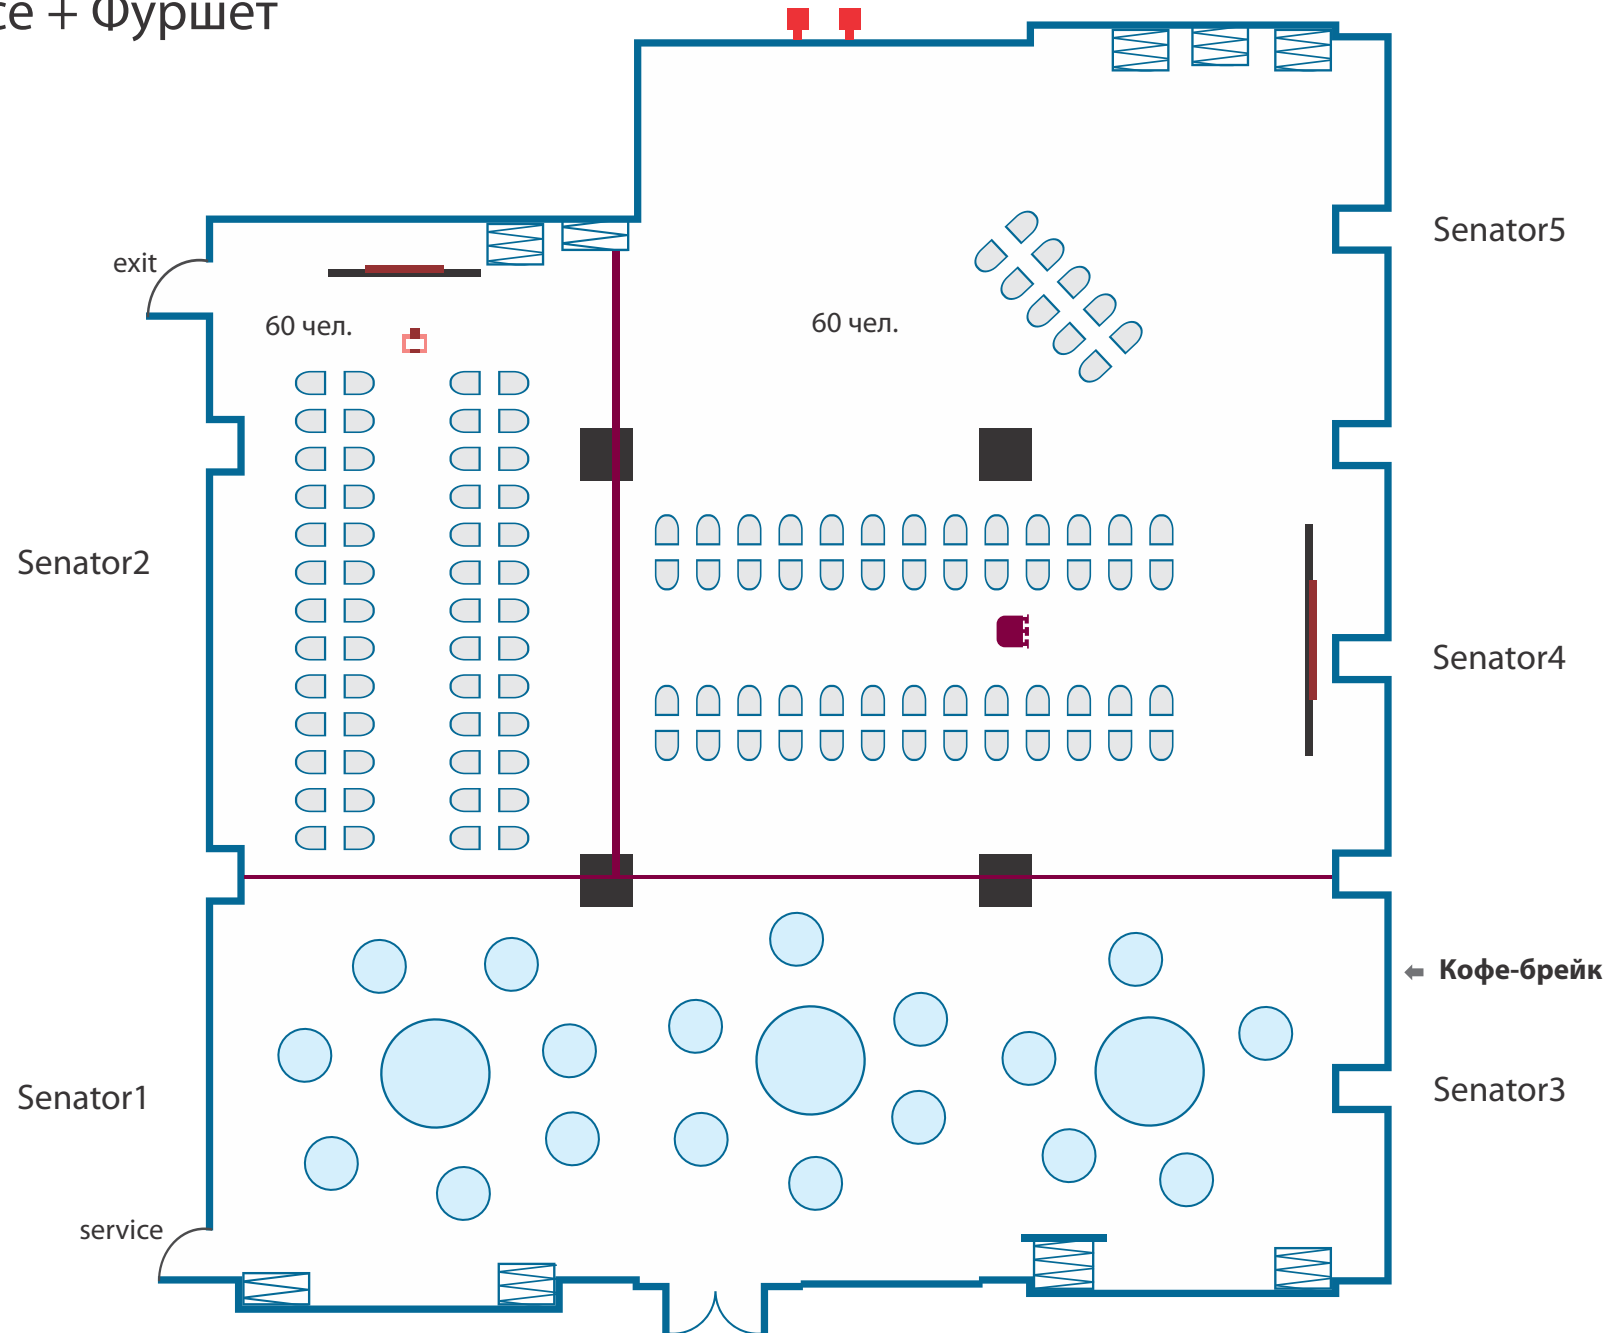 се + Фуршет
exit
Senator5
60 чел.
60 чел.
Senator2
Senator4
Кофе-брейк
Senator1
Senator3
service